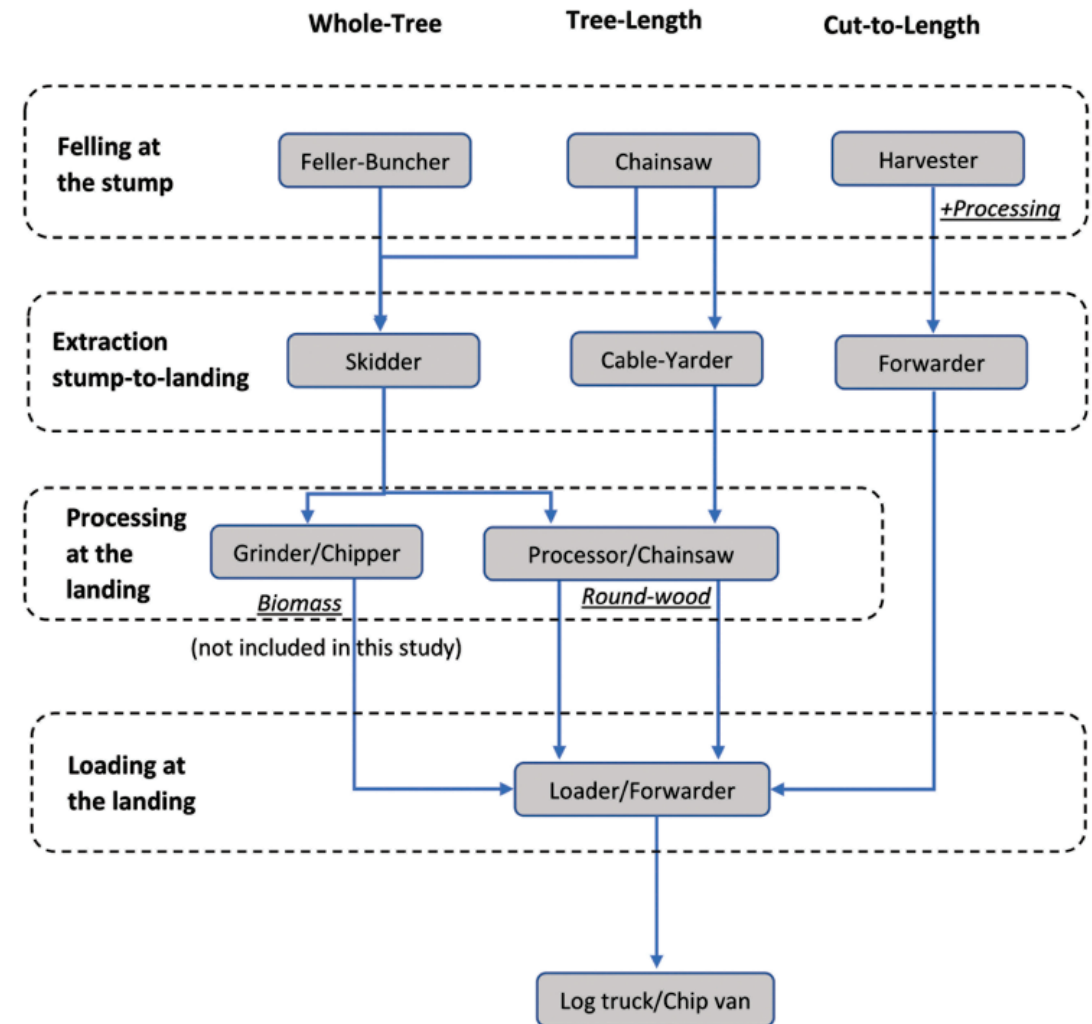 Whole-Tree
Tree-Length
Cut-to-Length
Felling at
the stump
Feller-Buncher
Chainsaw
Harvester
+Processing
Extraction
stump-to-landing
Skidder
Cable-Yarder
Forwarder
Processing
at the
landing
Grinder/Chipper
Processor/Chainsaw
Biomass
Round-wood
(not included in this study)
Loading at
the landing
Loader/Forwarder
Log truck/Chip van